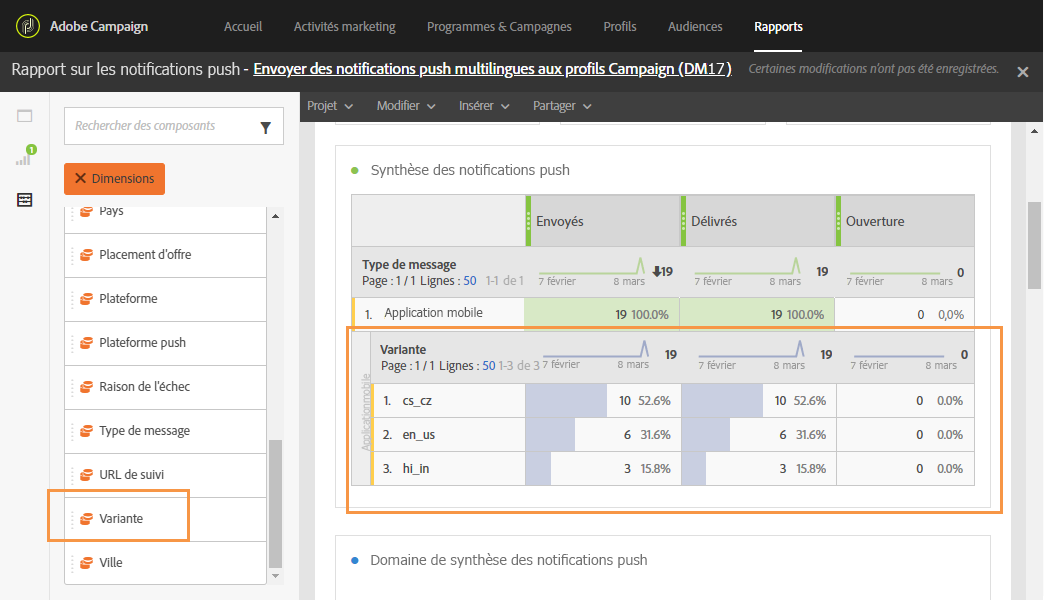 Adobe Campaign Accueil Activités marketing Programmes & Campagnes Profils Audiences Rapports
Rapport sur les notifications push - Envoyer des notifications push multilingues aux profils Campaign (DM17) Certaines modifications n'ont pas été enregistrées.
Projet Modifier Insérer Partager
Rechercher des composants
1
Dimensions
Pays
Placement d'offre
Plateforme
Plateforme push
Raison de l'échec
Type de message
URL de suivi
Variante
Ville
Synthèse des notifications push
Envoyés Délivrés Ouverture
Type de message
Page : 1 / 1 Lignes : 50 1-1 de 1
7 février 8 mars 19
7 février 8 mars 19
7 février 8 mars 0
1. Application mobile 19 100.0% 19 100.0% 0 0,0%
Application mobile
Variante
Page : 1 / 1 Lignes : 50 1-3 de 3
7 février 8 mars 19
7 février 8 mars 19
7 février 8 mars 0
1. cs_cz 10 52.6% 10 52.6% 0 0.0%
2. en_us 6 31.6% 6 31.6% 0 0.0%
3. hi_in 3 15.8% 3 15.8% 0 0.0%
Domaine de synthèse des notifications push